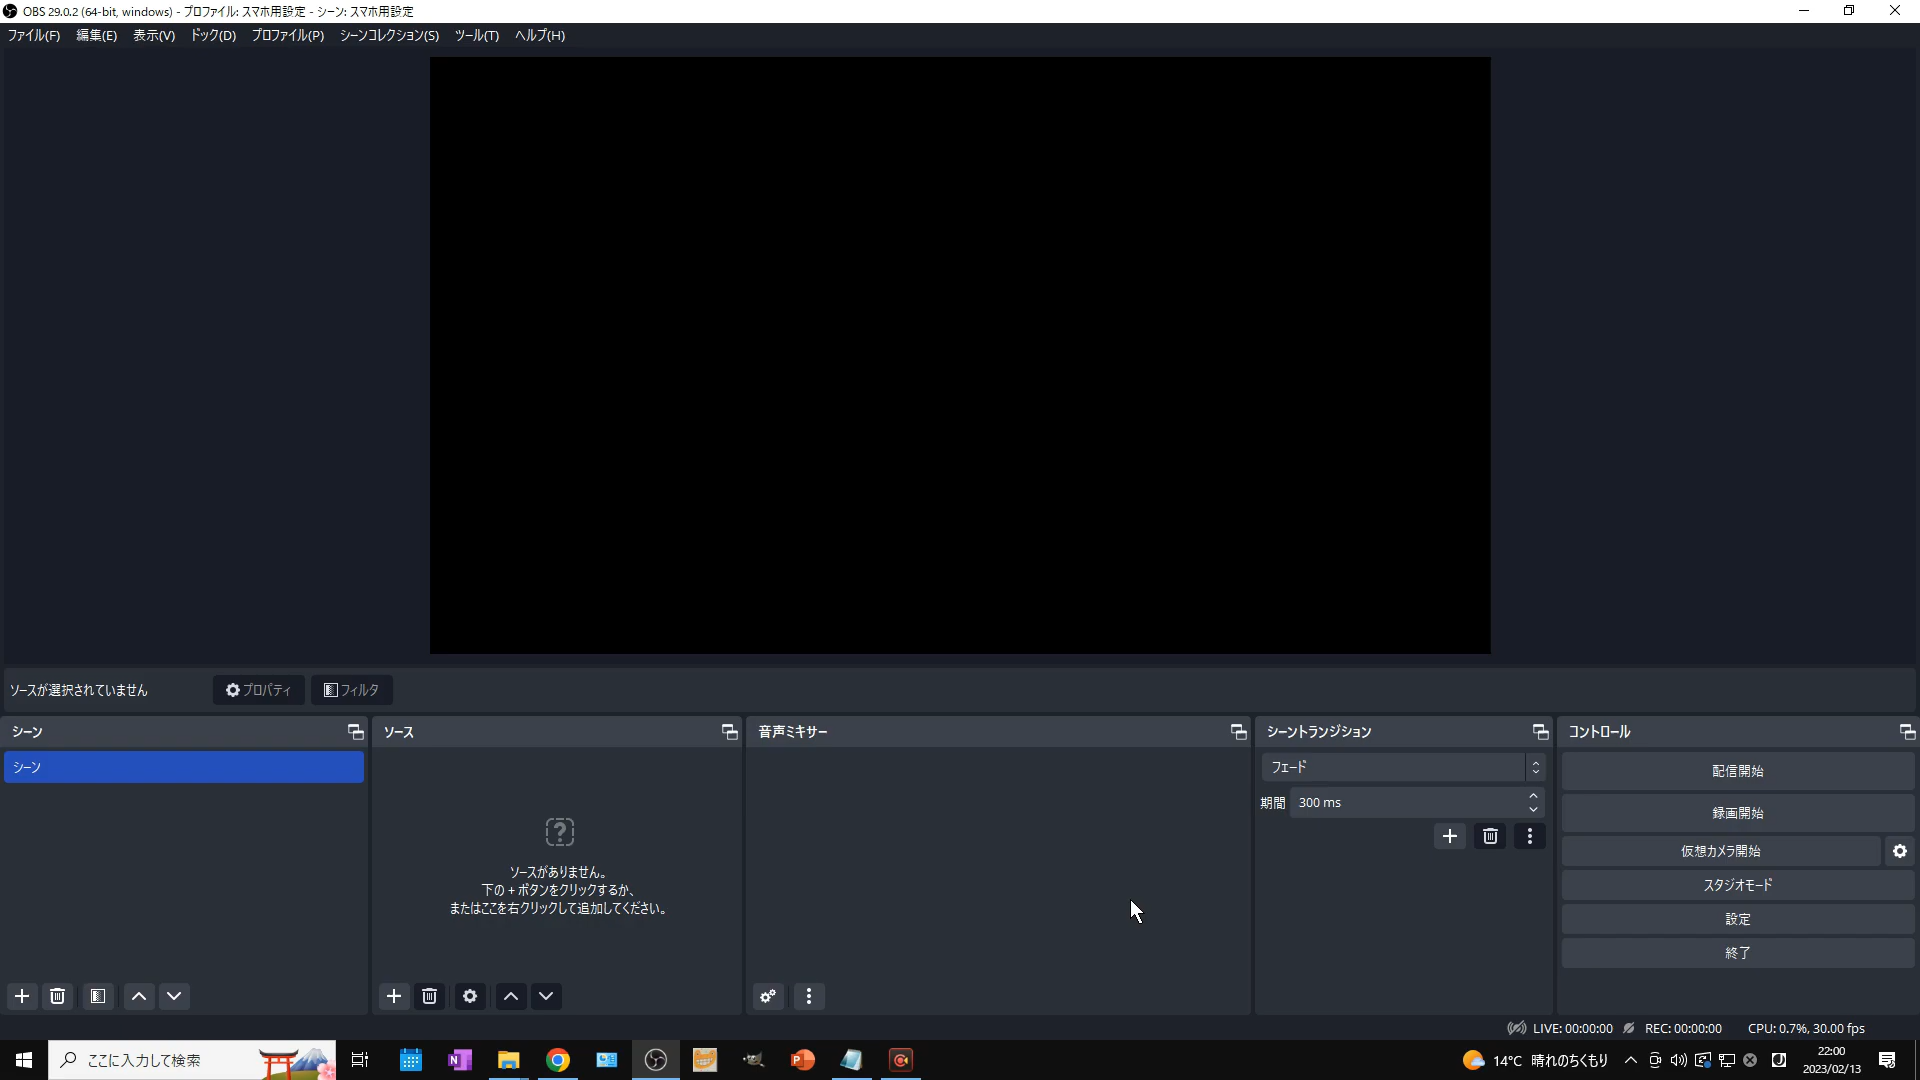 OBS 29.0.2 (64-bit, windows) - プロファイル: スマホ用設定 - シーン: スマホ用設定
ファイル(F) 編集(E) 表示(V) ドック(D) プロファイル(P) シーンコレクション(S) ツール(T) ヘルプ(H)
ソースが選択されていません プロパティ フィルタ
シーン
シーン
ソース
ソースがありません。
下の + ボタンをクリックするか、
またはここを右クリックして追加してください。
音声ミキサー
シーントランジション
フェード
期間 300 ms
コントロール
配信開始
録画開始
仮想カメラ開始
スタジオモード
設定
終了
LIVE: 00:00:00 REC: 00:00:00 CPU: 0.7%, 30.00 fps
ここに入力して検索
14°C 晴れのちくもり
22:00
2023/02/13